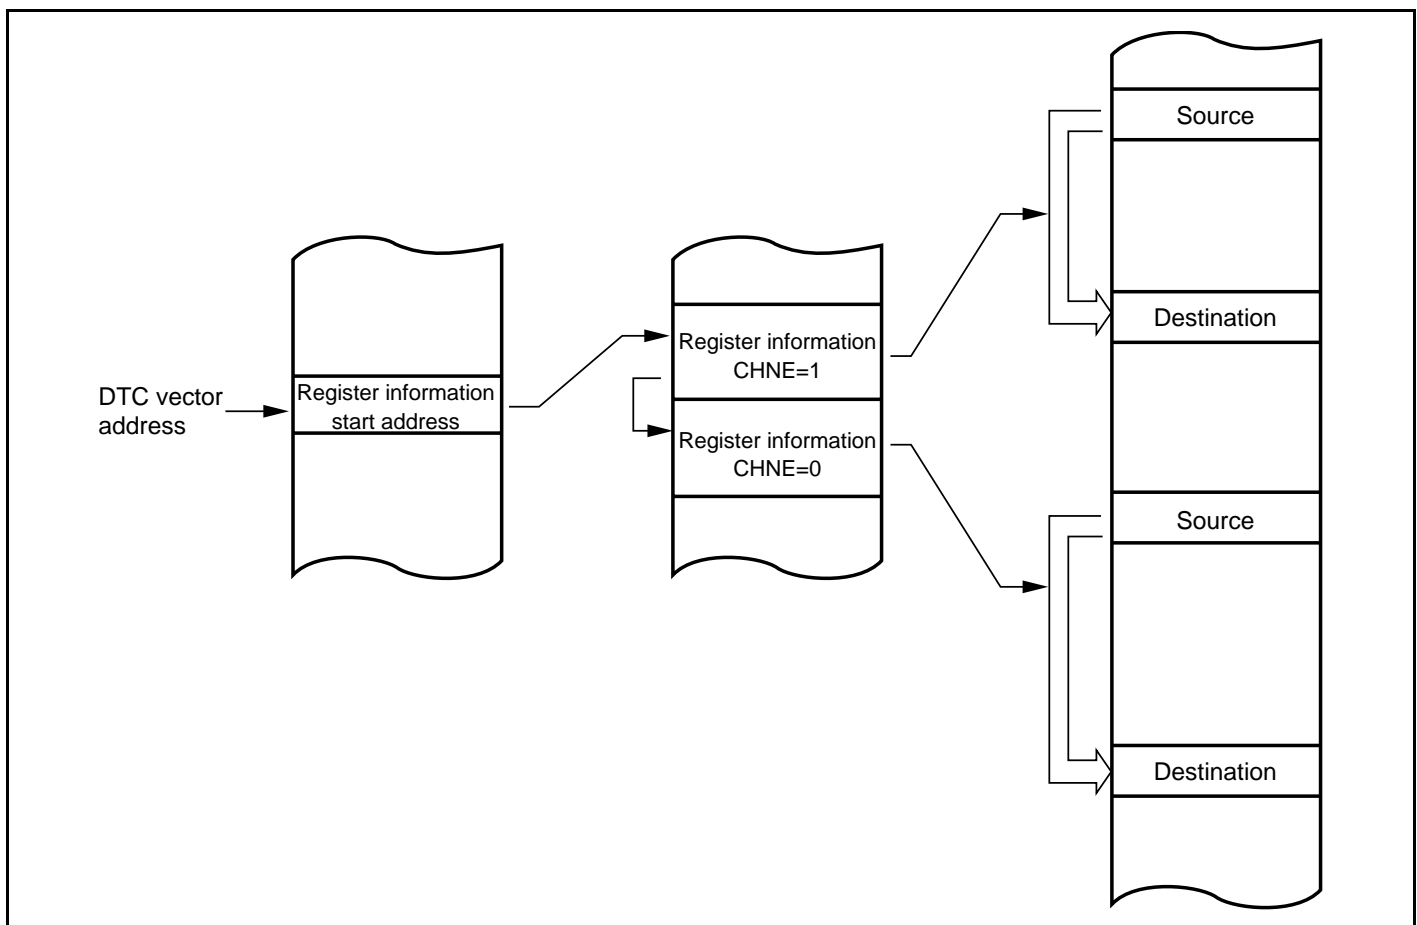 DTC vector
address
Register information
start address
Register information
CHNE=1
Register information
CHNE=0
Source
Destination
Source
Destination